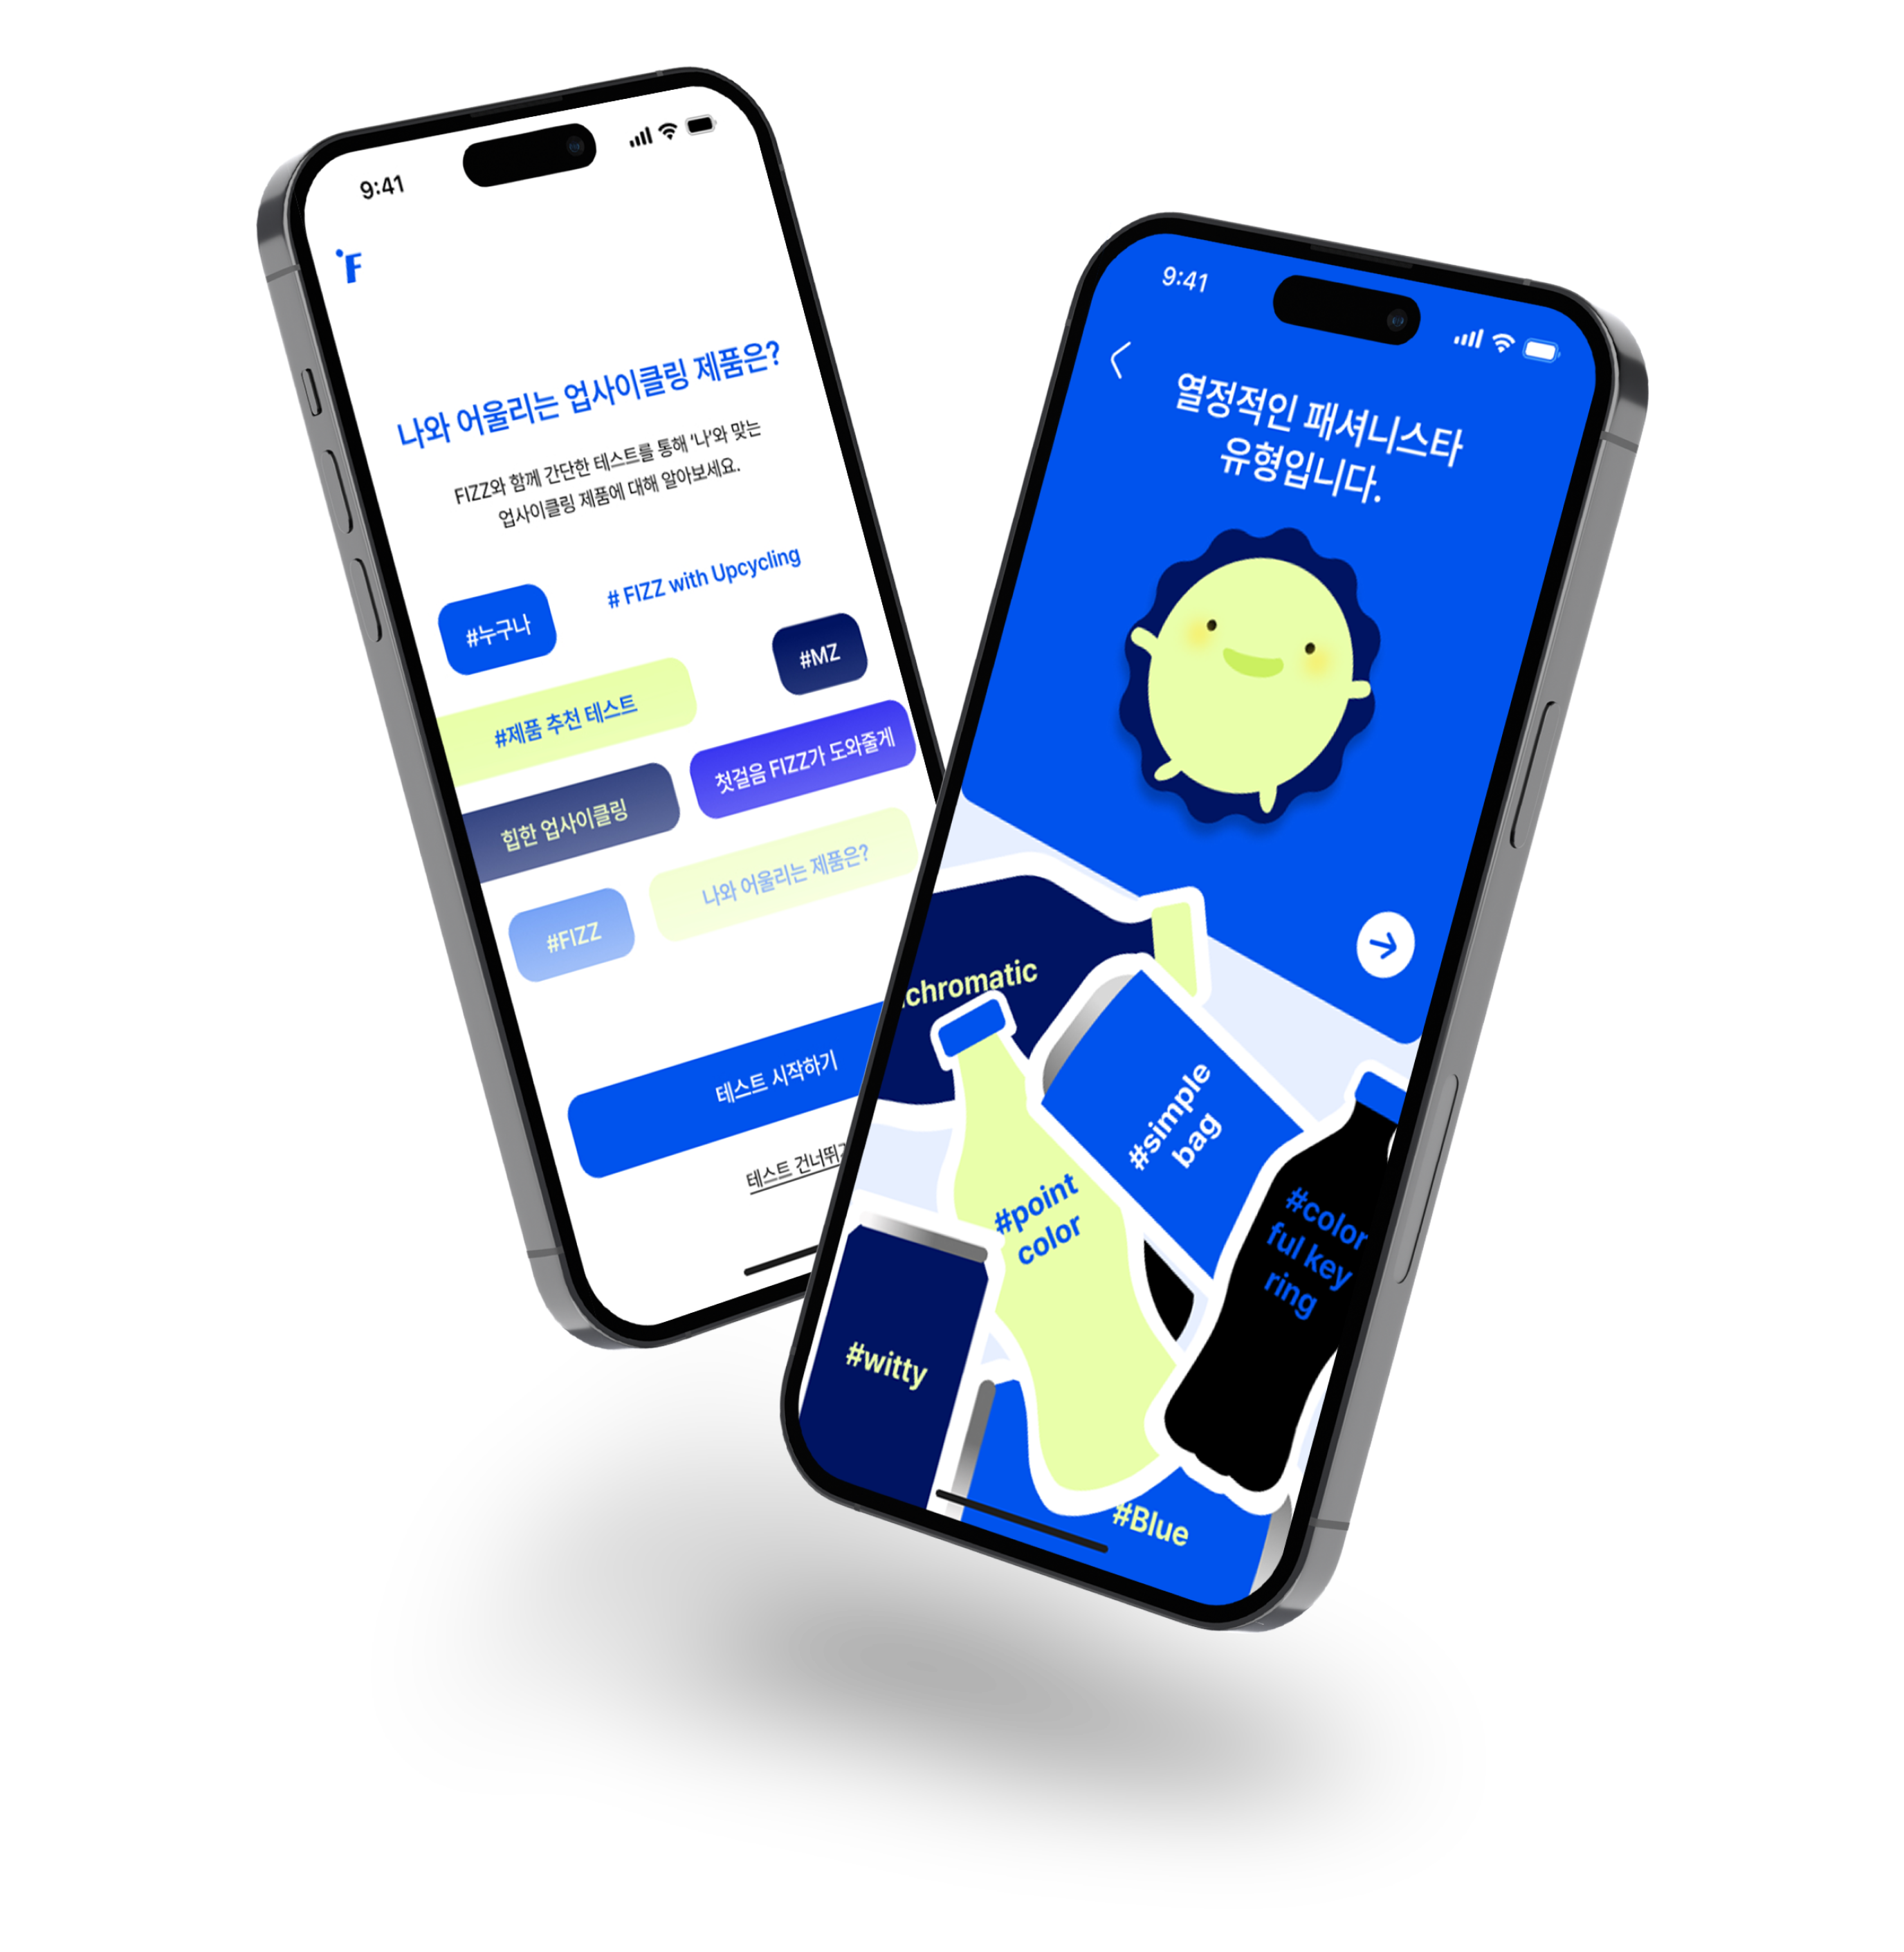 9:41
F
나와 어울리는 업사이클링 제품은?
FIZZ와 함께 간단한 테스트를 통해 '나'와 맞는
업사이클링 제품에 대해 알아보세요.
# FIZZ with Upcycling
#누구나
#MZ
#제품 추천 테스트
첫걸음 FIZZ가 도와줄게
힙한 업사이클링
나와 어울리는 제품은?
#FIZZ
테스트 시작하기
테스트
9:41
열정적인 패셔니스타
유형입니다.
chromatic
#simple
bag
#point
color
#color
ful key
ring
#witty
#Blue